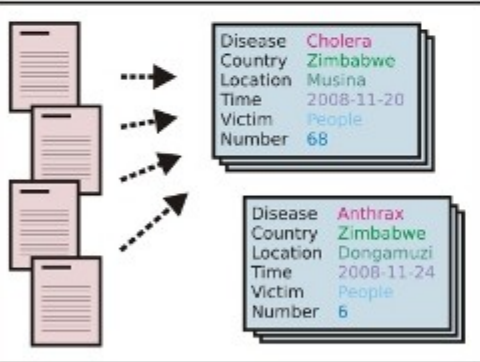 Disease Cholera
Country Zimbabwe
Location Musina
Time 2008-11-20
Victim People
Number 68
Disease Anthrax
Country Zimbabwe
Location Dongamuzi
Time 2008-11-24
Victim People
Number 6